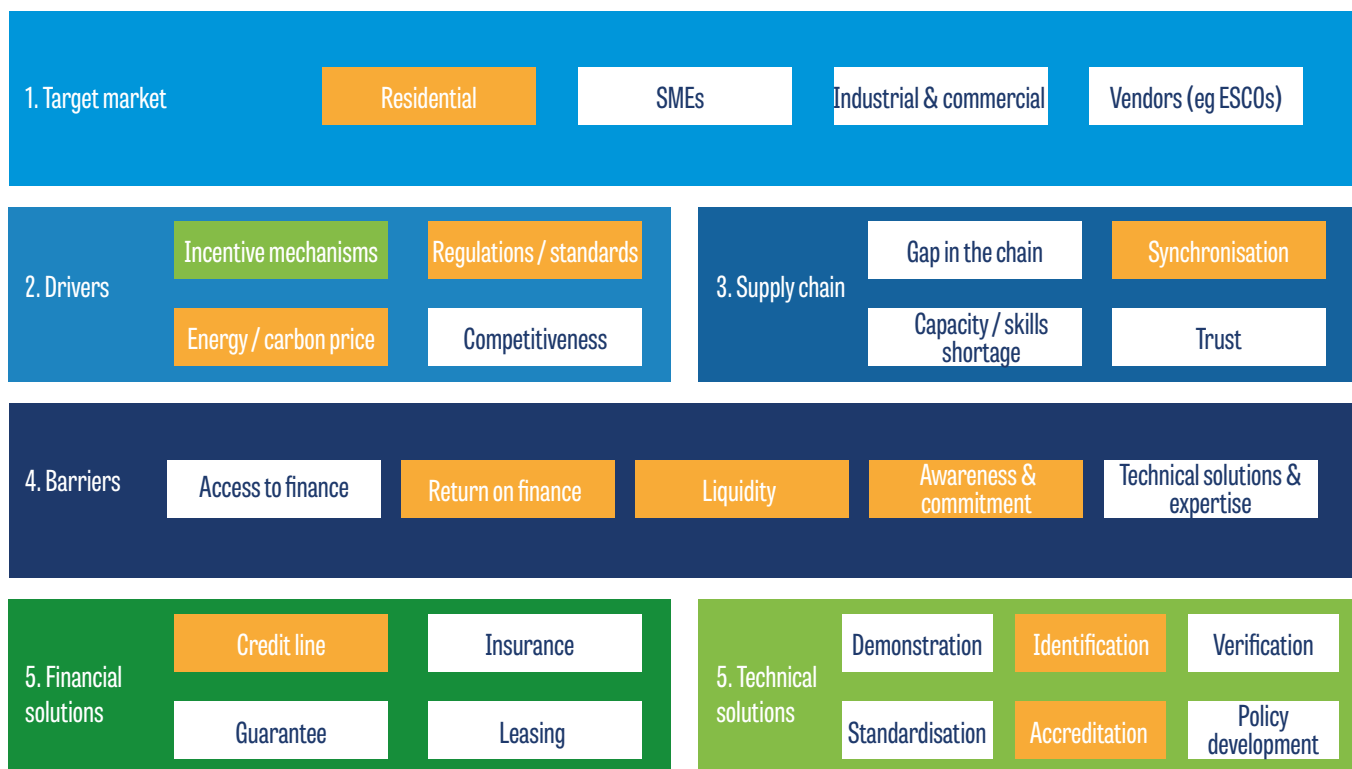 1. Target market
Residential
SMEs
Industrial & commercial
Vendors (eg ESCOs)
2. Drivers
Incentive mechanisms
Regulations / standards
Energy / carbon price
Competitiveness
3. Supply chain
Gap in the chain
Synchronisation
Capacity / skills
shortage
Trust
4. Barriers
Access to finance
Return on finance
Liquidity
Awareness &
commitment
Technical solutions &
expertise
5. Financial
solutions
Credit line
Insurance
Guarantee
Leasing
5. Technical
solutions
Demonstration
Identification
Verification
Standardisation
Accreditation
Policy
development